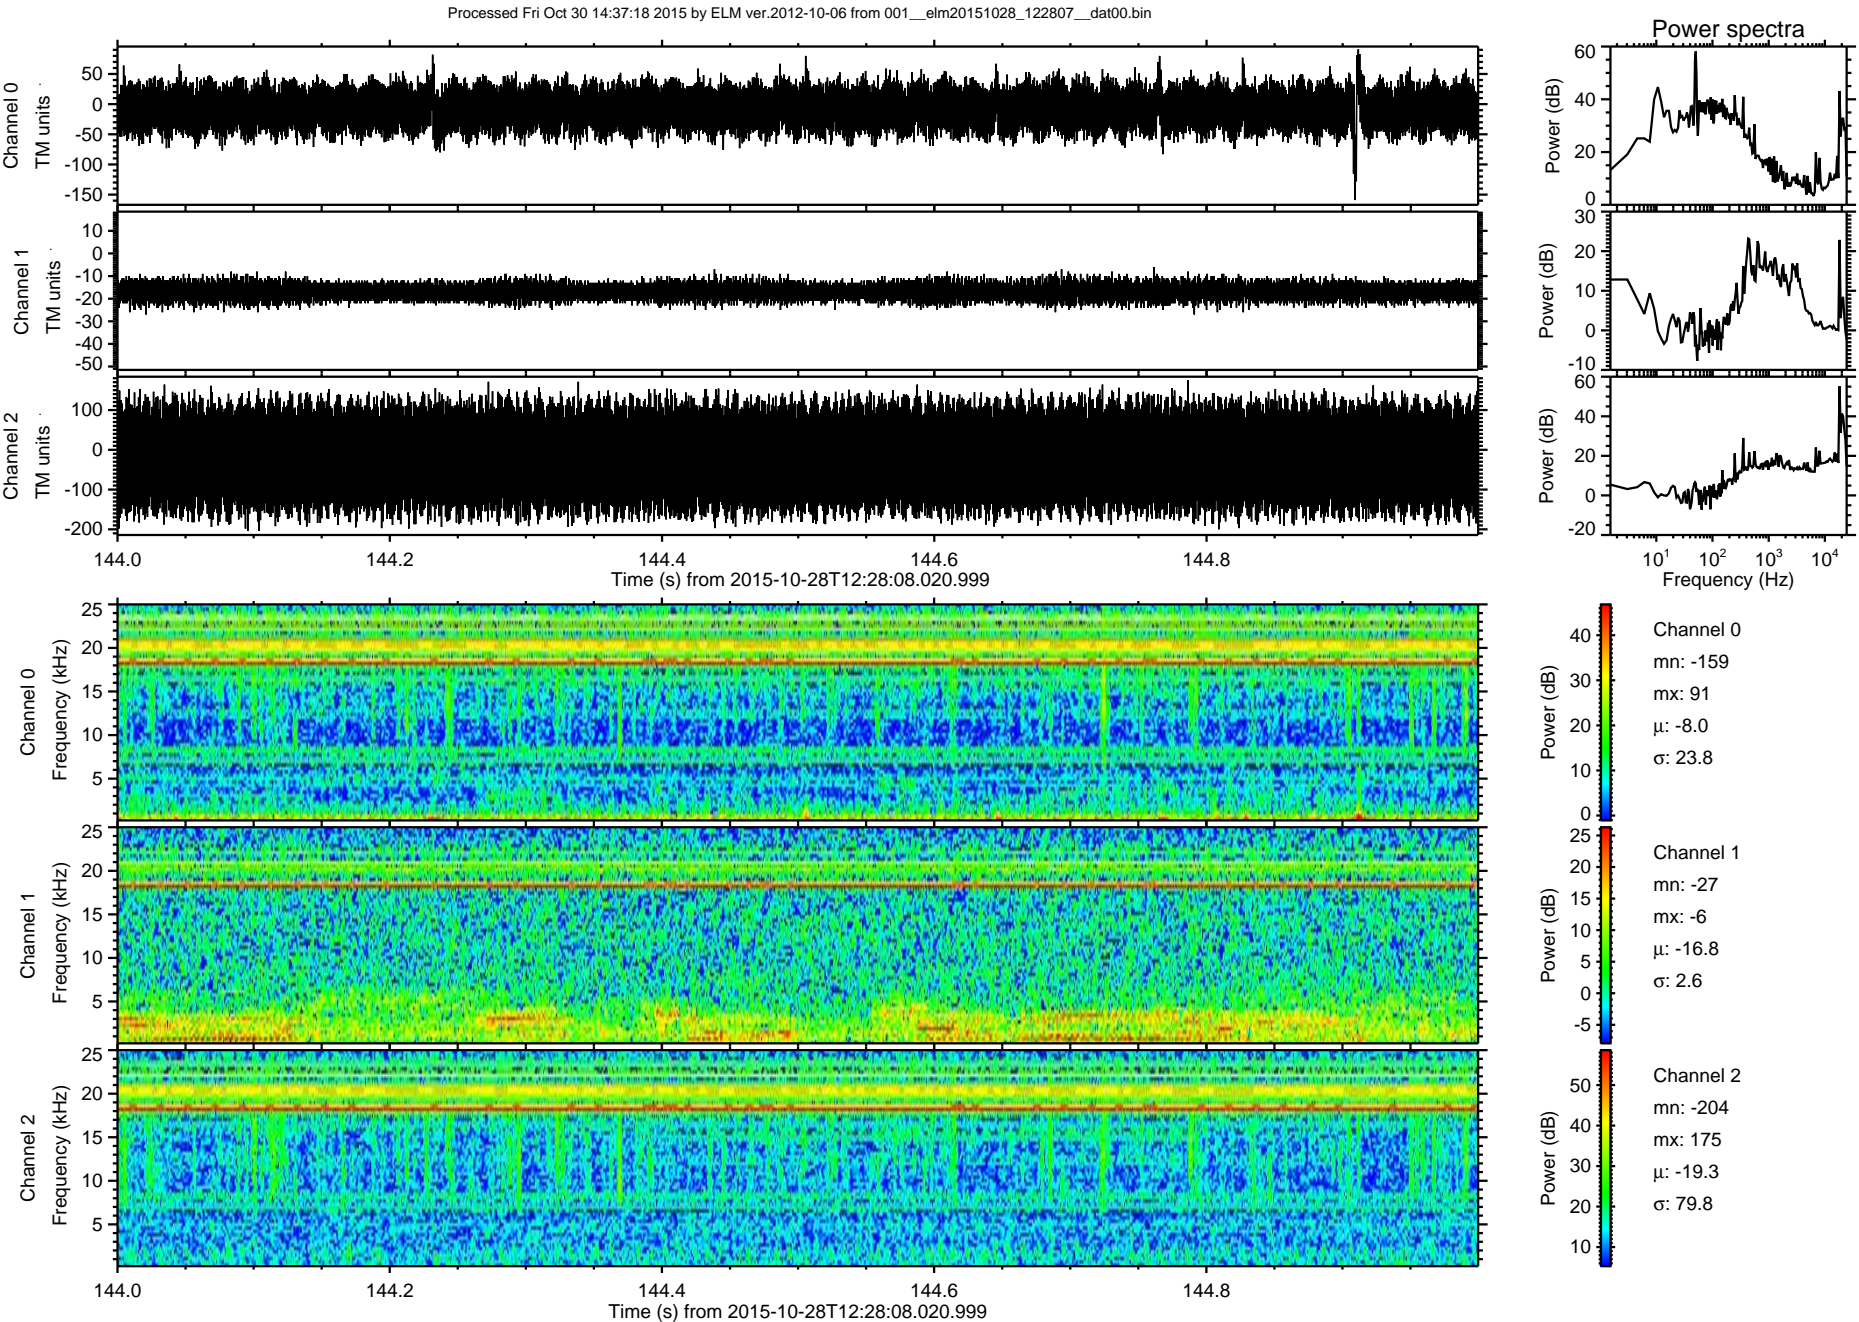 Processed Fri Oct 30 14:37:18 2015 by ELM ver.2012-10-06 from 001__elm20151028_122807__dat00.bin
Power spectra
Channel 0
TM units
50
0
-50
-100
-150
Power (dB)
60
40
20
0
Channel 1
TM units
10
0
-10
-20
-30
-40
-50
Power (dB)
30
20
10
0
-10
Channel 2
TM units
100
0
-100
-200
Power (dB)
60
40
20
0
-20
144.0 144.2 144.4 144.6 144.8
Time (s) from 2015-10-28T12:28:08.020.999
10^1 10^2 10^3 10^4
Frequency (Hz)
Channel 0
Frequency (kHz)
25
20
15
10
5
Power (dB)
40
30
20
10
0
Channel 0
mn: -159
mx: 91
μ: -8.0
σ: 23.8
Channel 1
Frequency (kHz)
25
20
15
10
5
Power (dB)
25
20
15
10
5
0
-5
Channel 1
mn: -27
mx: -6
μ: -16.8
σ: 2.6
Channel 2
Frequency (kHz)
25
20
15
10
5
Power (dB)
50
40
30
20
10
Channel 2
mn: -204
mx: 175
μ: -19.3
σ: 79.8
144.0 144.2 144.4 144.6 144.8
Time (s) from 2015-10-28T12:28:08.020.999